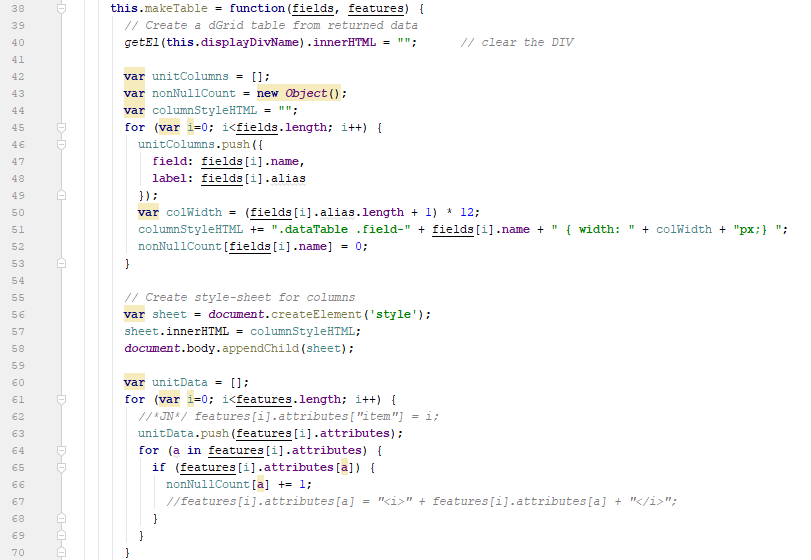 38 this.makeTable = function(fields, features) {
39 // Create a dGrid table from returned data
40 getEl(this.displayDivName).innerHTML = ""; // clear the DIV
41
42 var unitColumns = [];
43 var nonNullCount = new Object();
44 var columnStyleHTML = "";
45 for (var i=0; i<fields.length; i++) {
46 unitColumns.push({
47 field: fields[i].name,
48 label: fields[i].alias
49 });
50 var colWidth = (fields[i].alias.length + 1) * 12;
51 columnStyleHTML += ".dataTable .field-" + fields[i].name + " { width: " + colWidth + "px;} ";
52 nonNullCount[fields[i].name] = 0;
53 }
54
55 // Create style-sheet for columns
56 var sheet = document.createElement('style');
57 sheet.innerHTML = columnStyleHTML;
58 document.body.appendChild(sheet);
59
60 var unitData = [];
61 for (var i=0; i<features.length; i++) {
62 //*JN*/ features[i].attributes["item"] = i;
63 unitData.push(features[i].attributes);
64 for (a in features[i].attributes) {
65 if (features[i].attributes[a]) {
66 nonNullCount[a] += 1;
67 //features[i].attributes[a] = "<i>" + features[i].attributes[a] + "</i>";
68 }
69 }
70 }